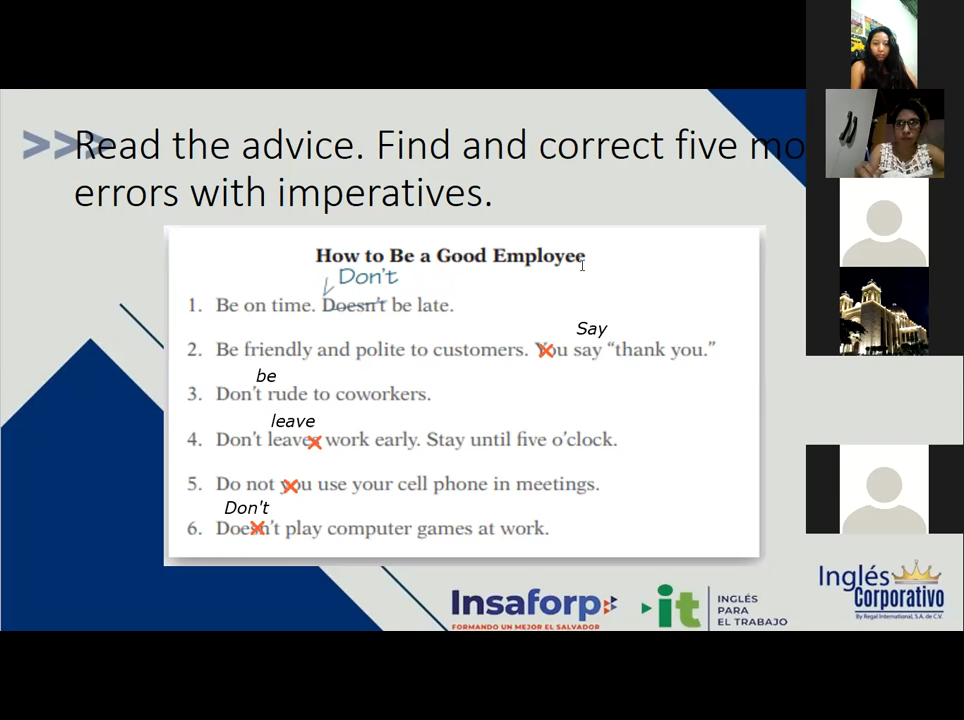 >>> Read the advice. Find and correct five mo
errors with imperatives.
How to Be a Good Employee
Don't
1. Be on time. Doesn't be late.
Say
2. Be friendly and polite to customers. You say “thank you.”
be
3. Don't rude to coworkers.
leave
4. Don't leaves work early. Stay until five o'clock.
5. Do not you use your cell phone in meetings.
Don't
6. Doesn't play computer games at work.
Insaforp
FORMANDO UN MEJOR EL SALVADOR
it
INGLÉS
PARA
EL TRABAJO
Inglés
Corporativo
By Regal International, S.A. de C.V.